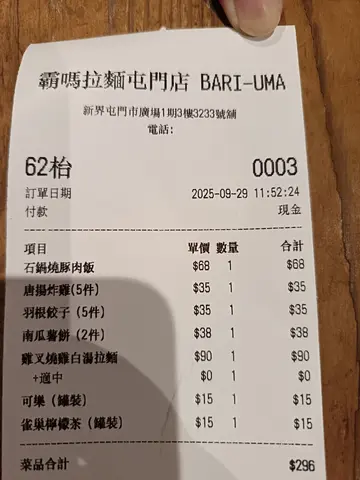 霸嗎拉麵屯門店 BARI-UMA
新界屯門市廣場1期3樓3233號舖
電話:
62枱 0003
訂單日期 2025-09-29 11:52:24
付款 現金
項目 單價 數量 合計
石鍋燒豚肉飯 $68 1 $68
唐揚炸雞(5件) $35 1 $35
羽根餃子 (5件) $35 1 $35
南瓜薯餅 (2件) $38 1 $38
雞叉燒雞白湯拉麵 $90 1 $90
+適中 $0 1 $0
可樂 (罐裝) $15 1 $15
雀巢檸檬茶 (罐裝) $15 1 $15
菜品合計 $296